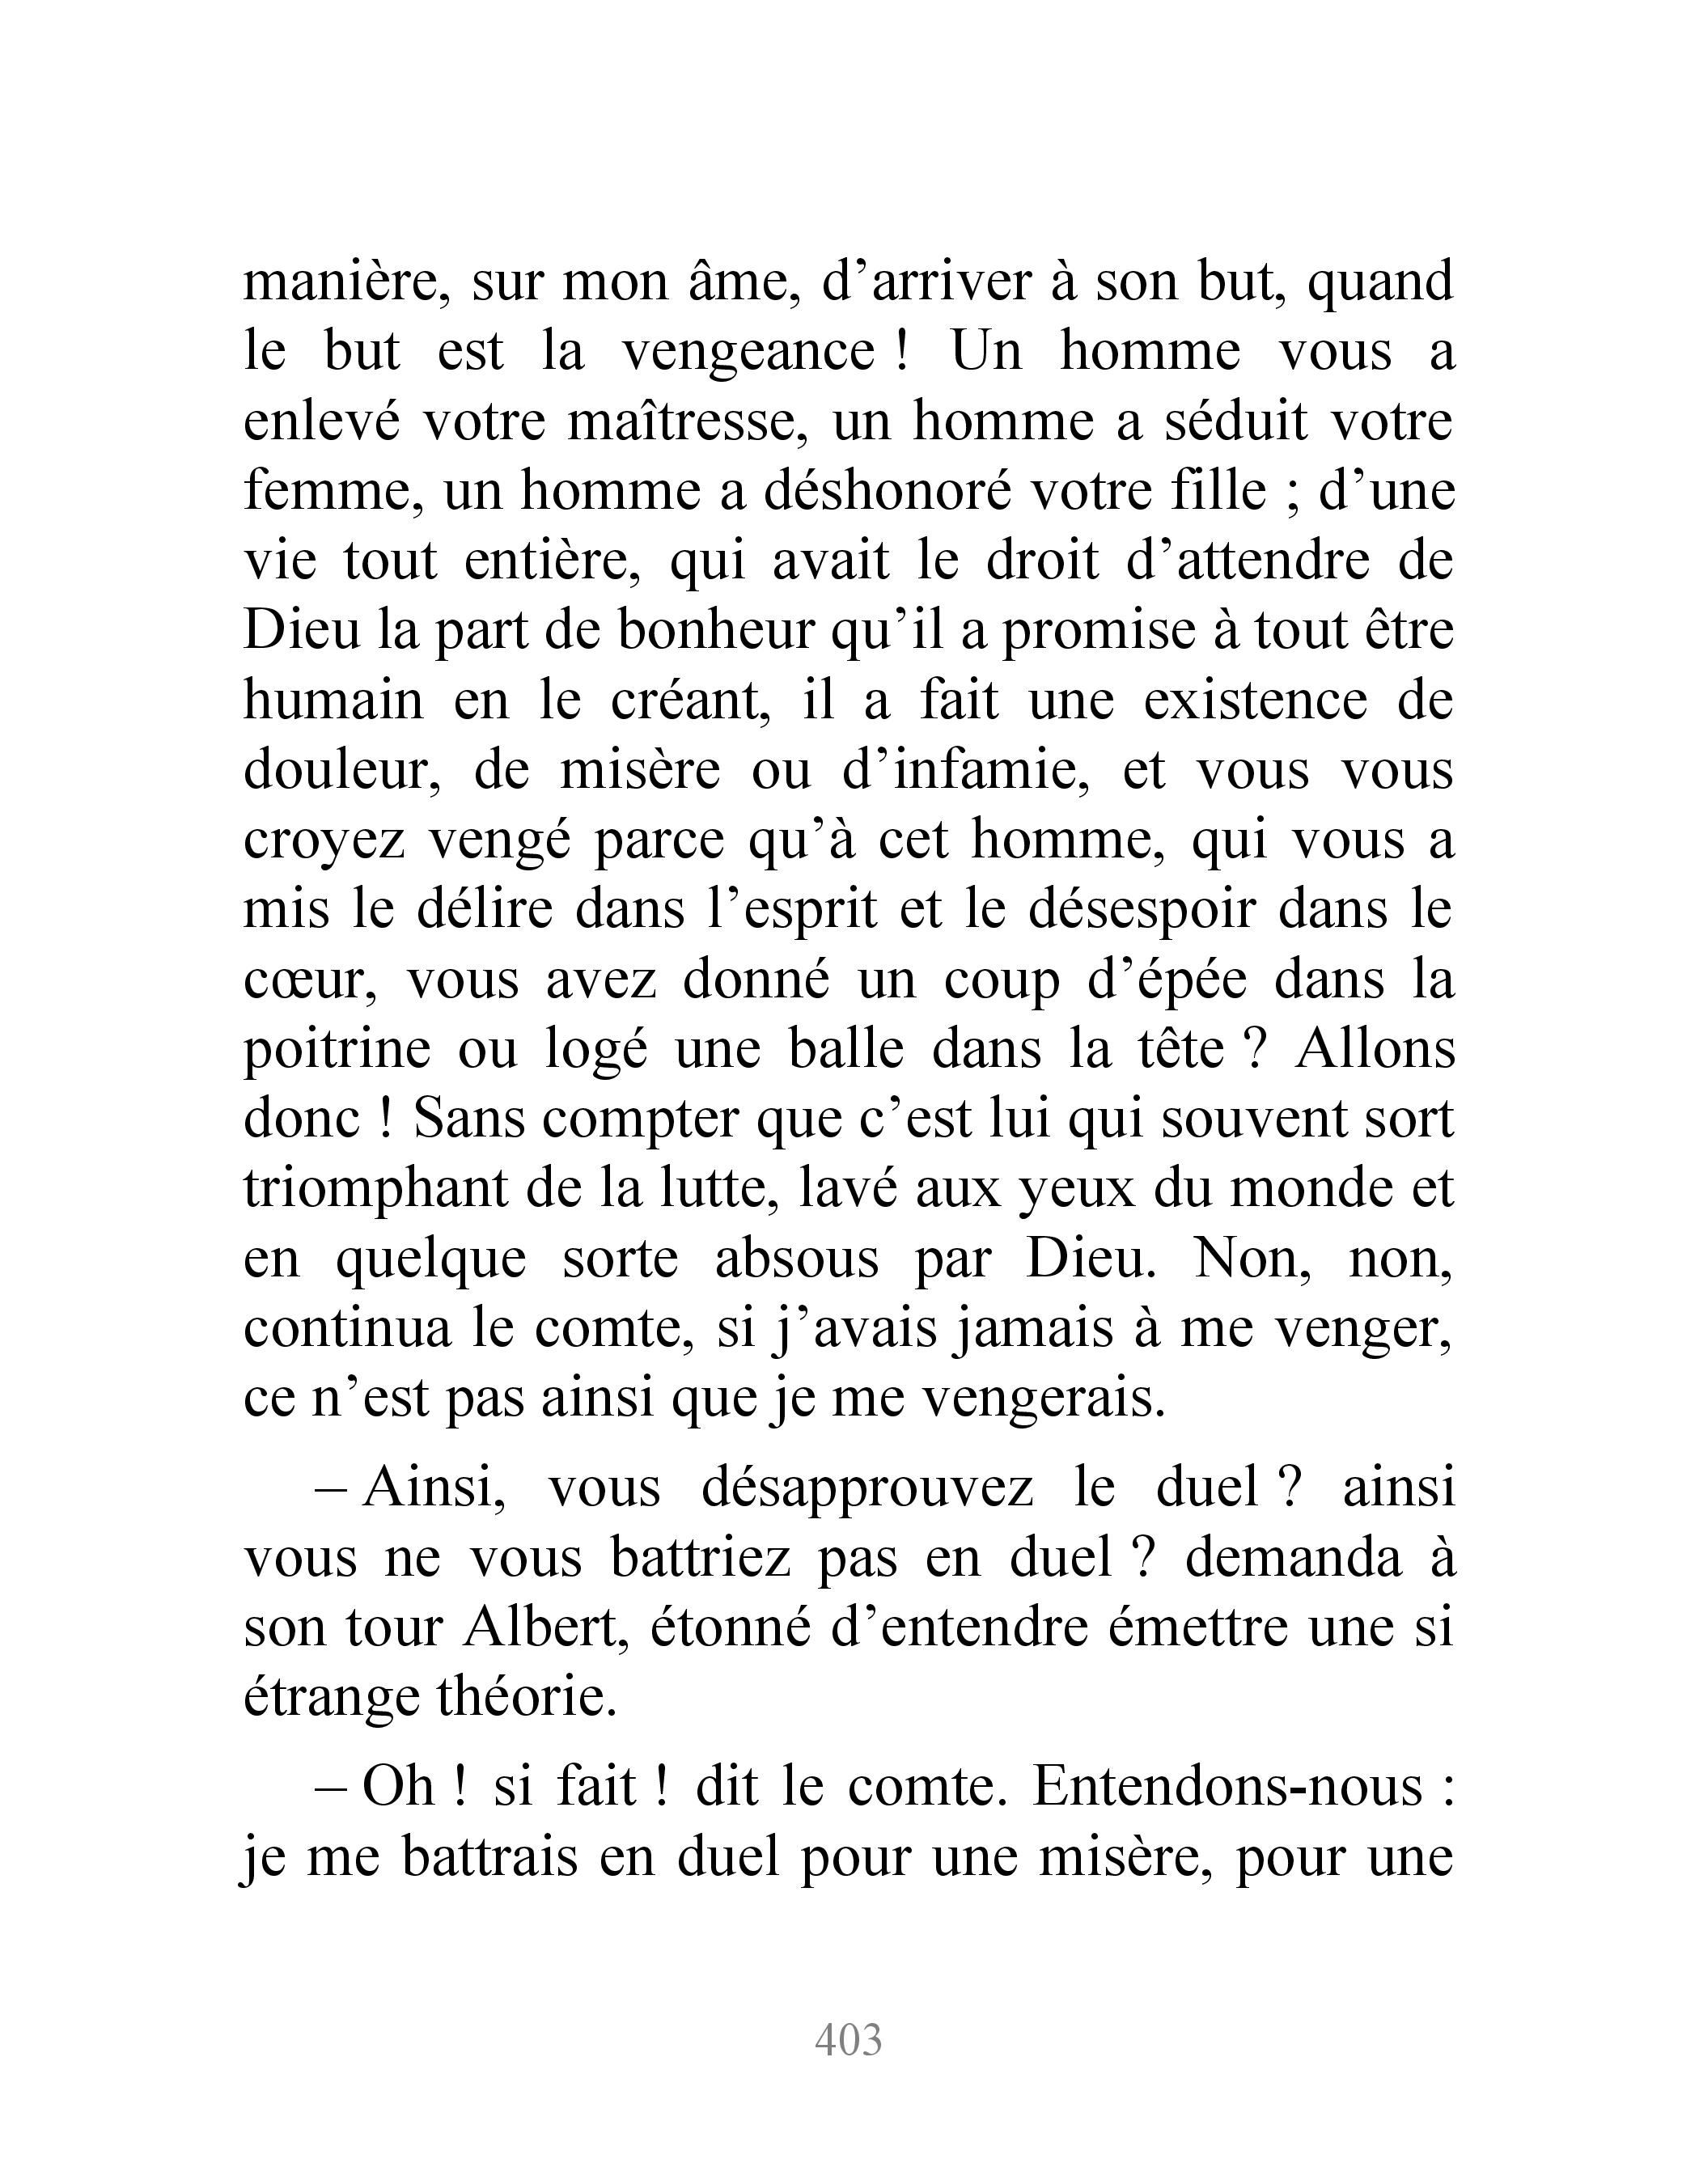 manière, sur mon âme, d’arriver à son but, quand
le but est la vengeance ! Un homme vous a
enlevé votre maîtresse, un homme a séduit votre
femme, un homme a déshonoré votre fille ; d’une
vie tout entière, qui avait le droit d’attendre de
Dieu la part de bonheur qu’il a promise à tout être
humain en le créant, il a fait une existence de
douleur, de misère ou d’infamie, et vous vous
croyez vengé parce qu’à cet homme, qui vous a
mis le délire dans l’esprit et le désespoir dans le
cœur, vous avez donné un coup d’épée dans la
poitrine ou logé une balle dans la tête ? Allons
donc ! Sans compter que c’est lui qui souvent sort
triomphant de la lutte, lavé aux yeux du monde et
en quelque sorte absous par Dieu. Non, non,
continua le comte, si j’avais jamais à me venger,
ce n’est pas ainsi que je me vengerais.
– Ainsi, vous désapprouvez le duel ? ainsi
vous ne vous battriez pas en duel ? demanda à
son tour Albert, étonné d’entendre émettre une si
étrange théorie.
– Oh ! si fait ! dit le comte. Entendons-nous :
je me battrais en duel pour une misère, pour une
403